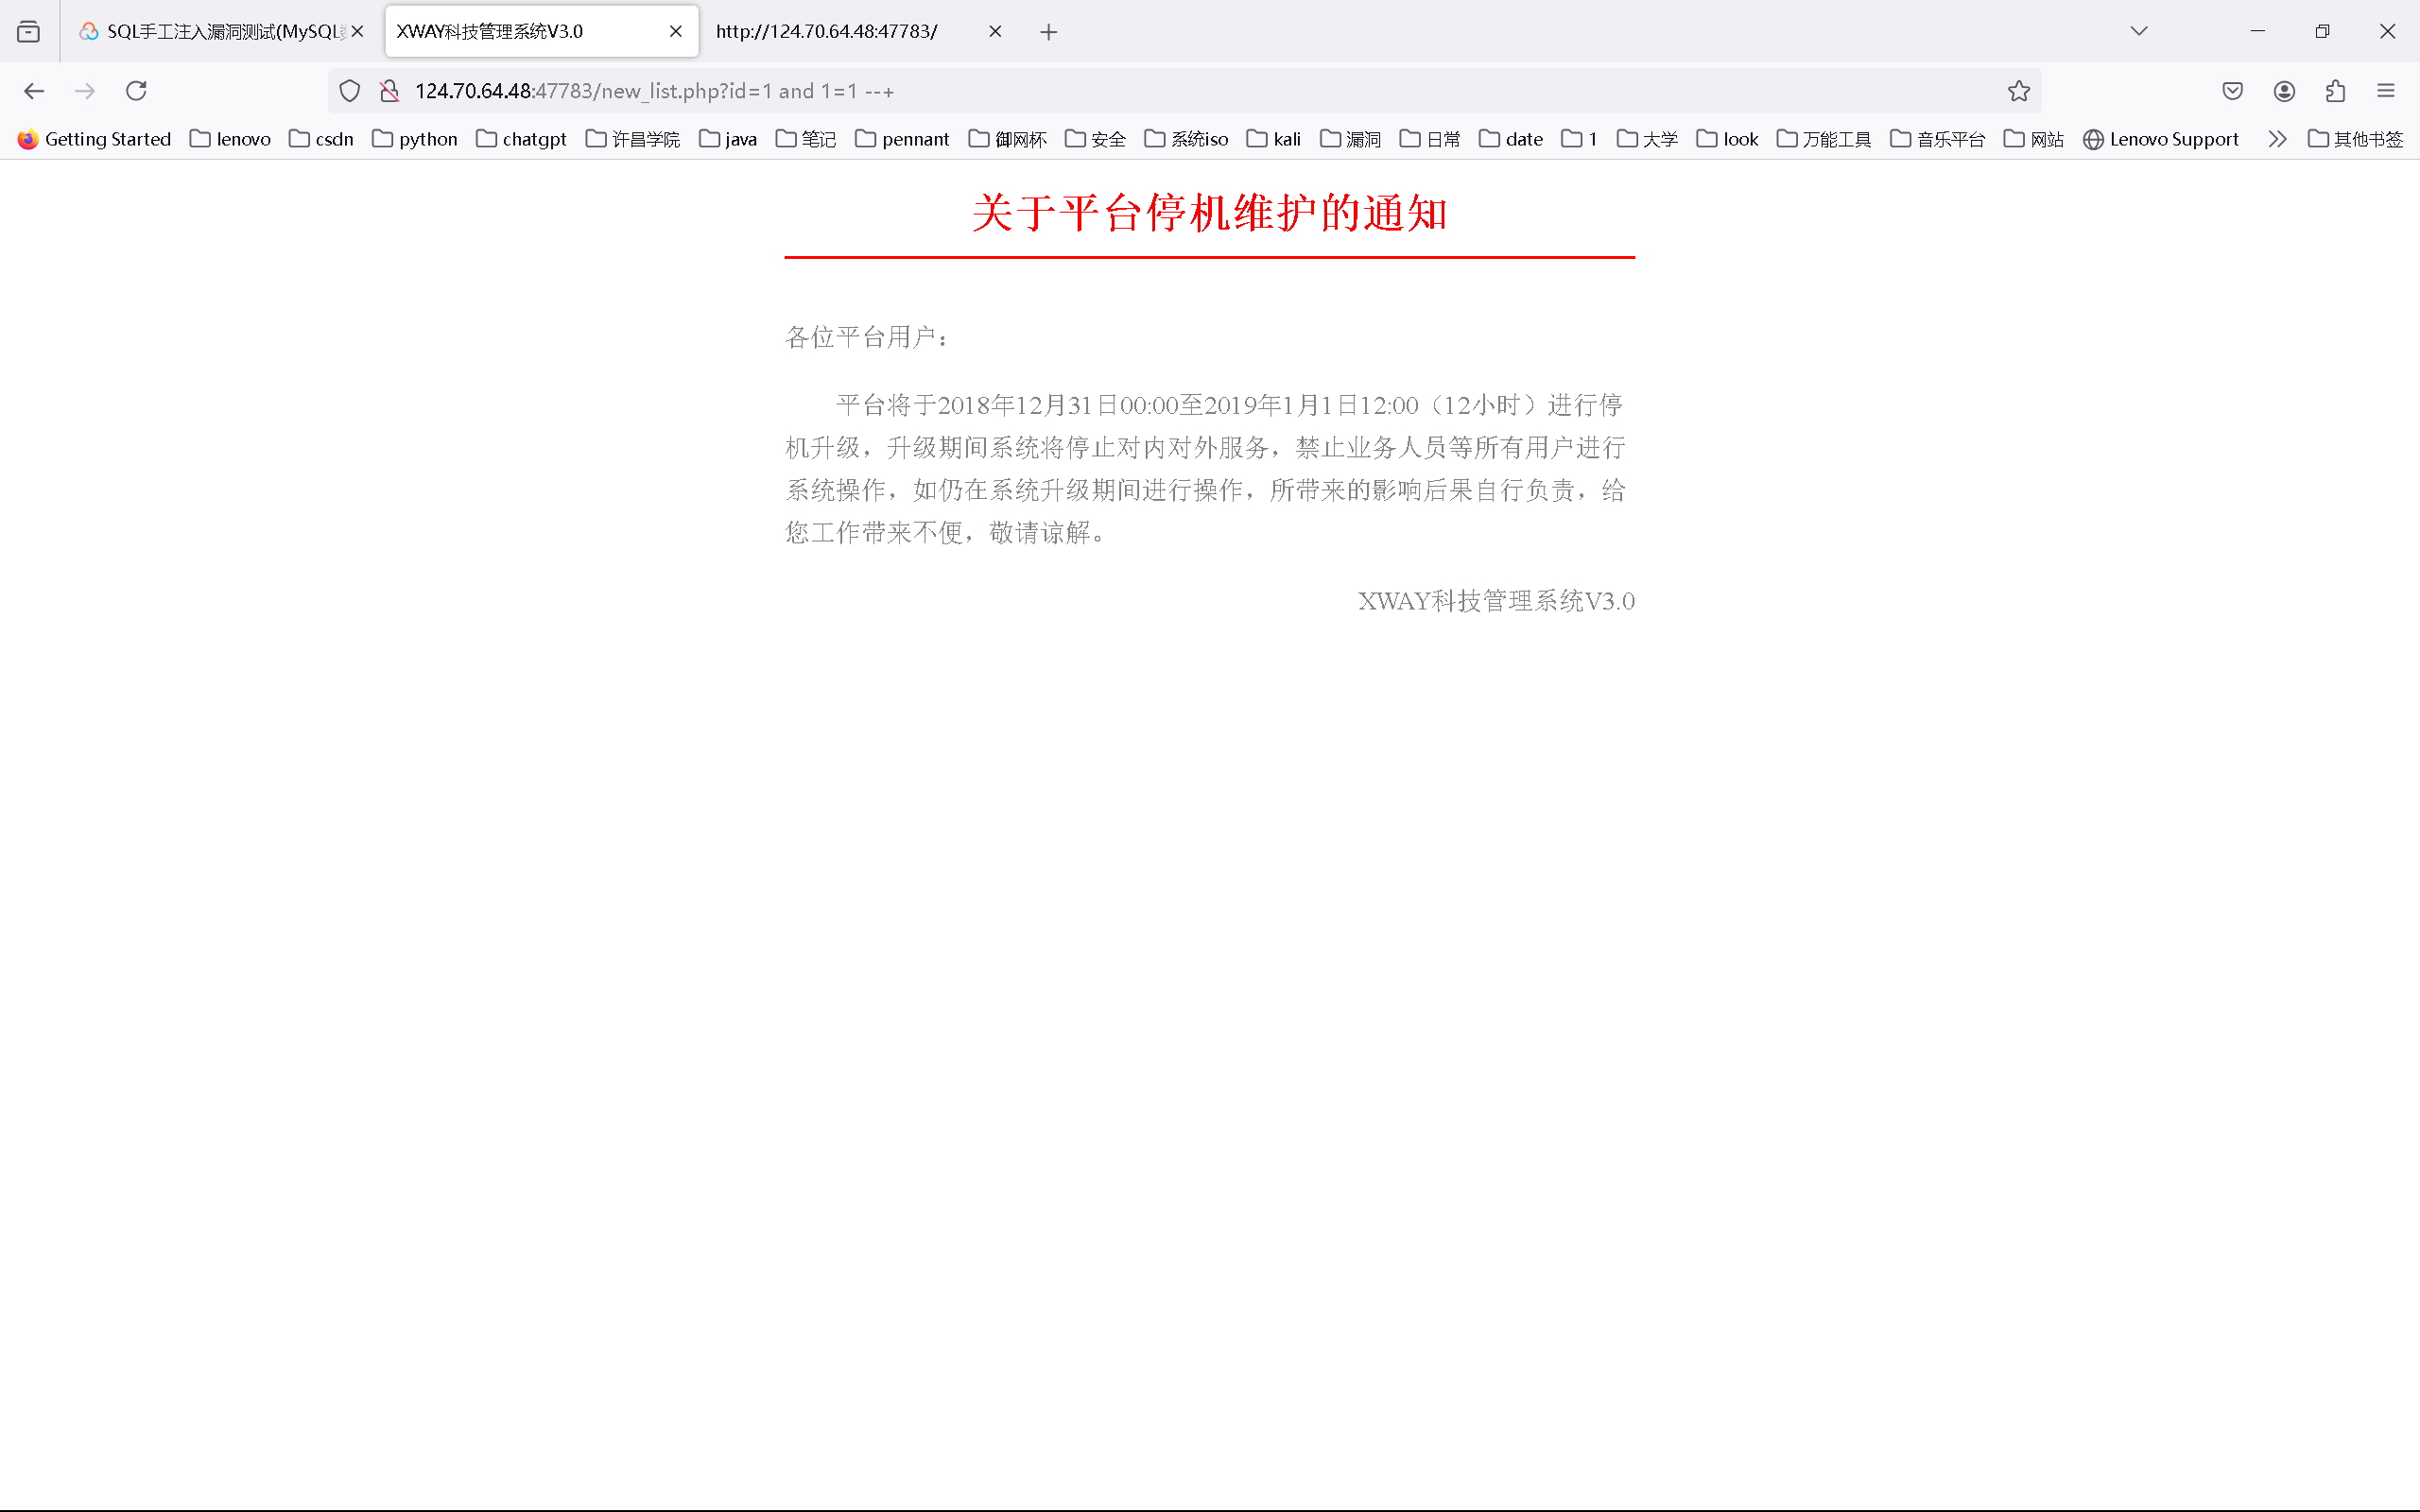 SQL手工注入漏洞测试(MySQL
XWAY科技管理系统V3.0
http://124.70.64.48:47783/
124.70.64.48:47783/new_list.php?id=1 and 1=1 --+
Getting Started lenovo csdn python chatgpt 许昌学院 java 笔记 pennant 御网杯 安全 系统iso kali 漏洞 日常 date 1 大学 look 万能工具 音乐平台 网站 Lenovo Support 其他书签
关于平台停机维护的通知
各位平台用户：
平台将于2018年12月31日00:00至2019年1月1日12:00（12小时）进行停
机升级，升级期间系统将停止对内对外服务，禁止业务人员等所有用户进行
系统操作，如仍在系统升级期间进行操作，所带来的影响后果自行负责，给
您工作带来不便，敬请谅解。
XWAY科技管理系统V3.0